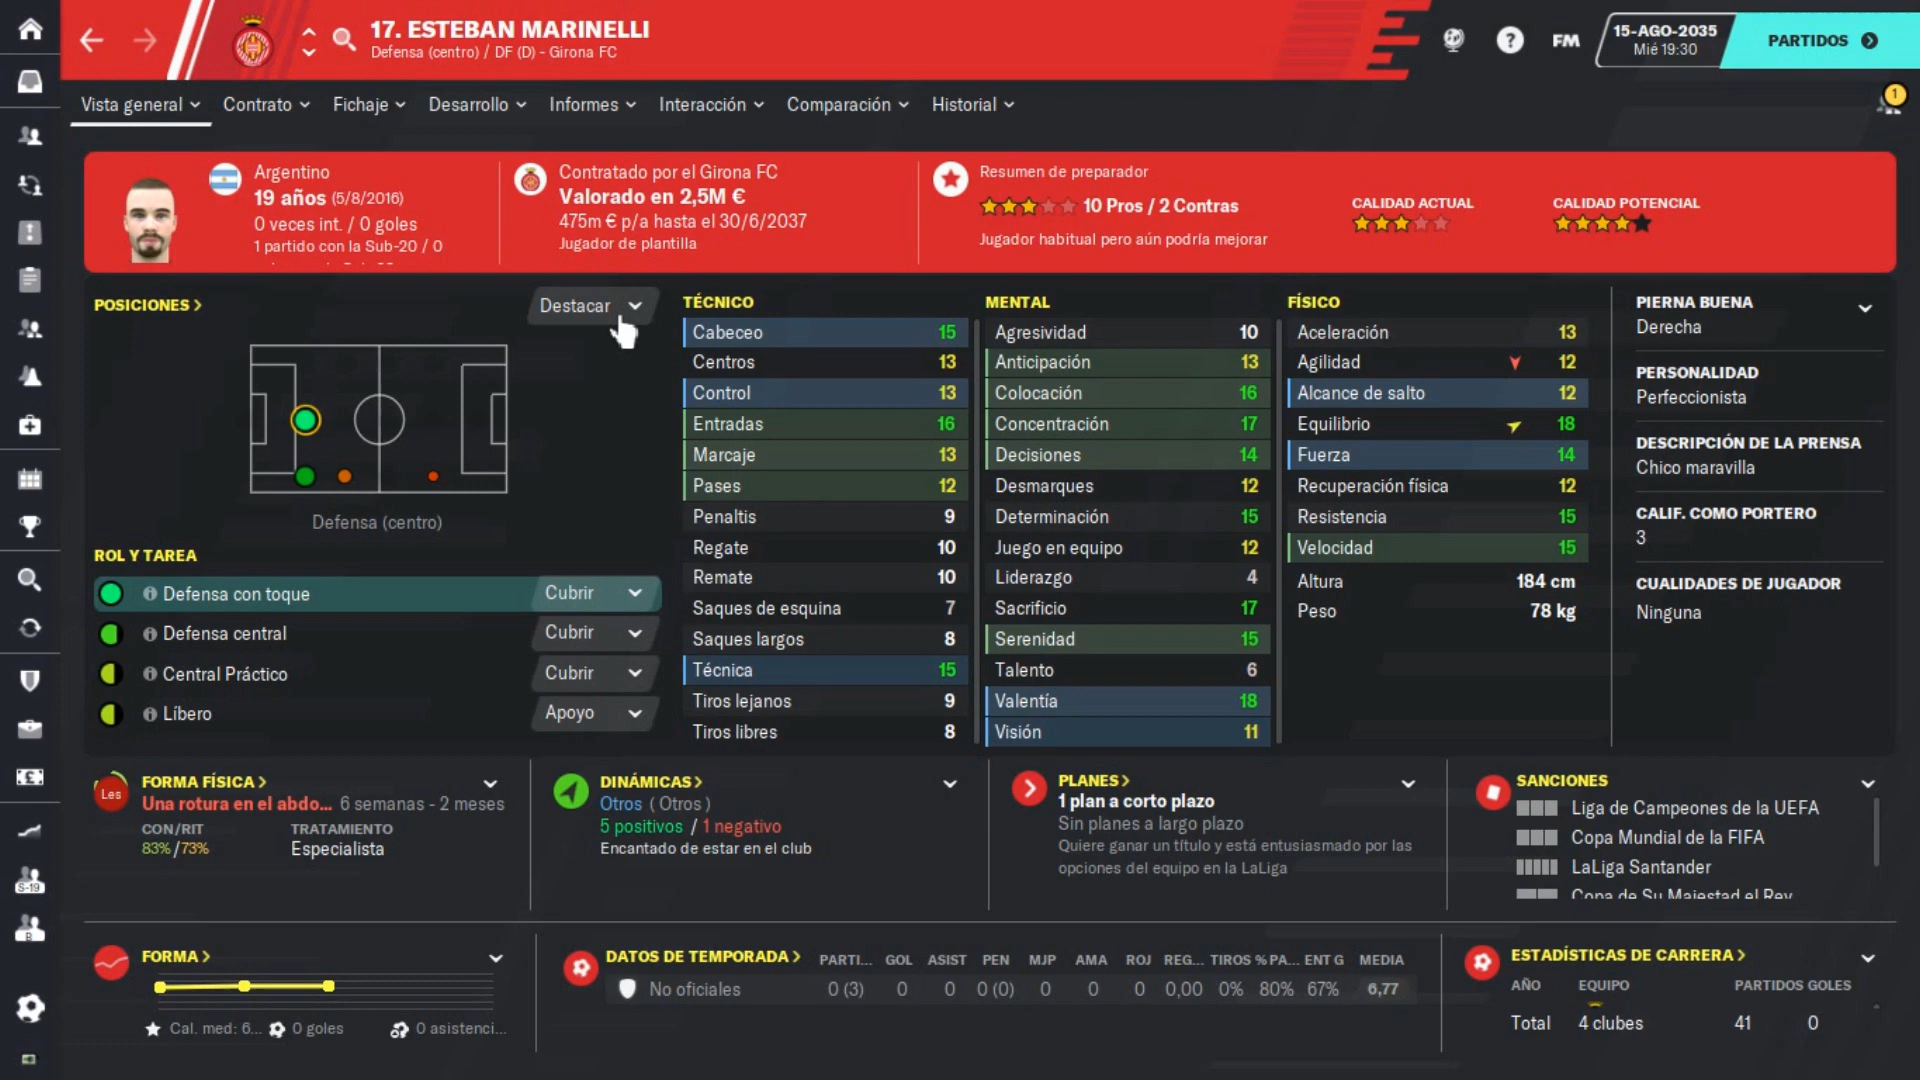 17. ESTEBAN MARINELLI
Defensa (centro) / DF (D) - Girona FC
FM
15-AGO-2035
Mié 19:30
PARTIDOS
Vista general
Contrato
Fichaje
Desarrollo
Informes
Interacción
Comparación
Historial
1
Argentino
19 años (5/8/2016)
0 veces int. / 0 goles
1 partido con la Sub-20 / 0
Contratado por el Girona FC
Valorado en 2,5M €
475m € p/a hasta el 30/6/2037
Jugador de plantilla
Resumen de preparador
10 Pros / 2 Contras
Jugador habitual pero aún podría mejorar
CALIDAD ACTUAL
CALIDAD POTENCIAL
POSICIONES >
Destacar
Defensa (centro)
ROL Y TAREA
Defensa con toque Cubrir
Defensa central Cubrir
Central Práctico Cubrir
Líbero Apoyo
TÉCNICO
Cabeceo 15
Centros 13
Control 13
Entradas 16
Marcaje 13
Pases 12
Penaltis 9
Regate 10
Remate 10
Saques de esquina 7
Saques largos 8
Técnica 15
Tiros lejanos 9
Tiros libres 8
MENTAL
Agresividad 10
Anticipación 13
Colocación 16
Concentración 17
Decisiones 14
Desmarques 12
Determinación 15
Juego en equipo 12
Liderazgo 4
Sacrificio 17
Serenidad 15
Talento 6
Valentía 18
Visión 11
FÍSICO
Aceleración 13
Agilidad 12
Alcance de salto 12
Equilibrio 18
Fuerza 14
Recuperación física 12
Resistencia 15
Velocidad 15
Altura 184 cm
Peso 78 kg
PIERNA BUENA
Derecha
PERSONALIDAD
Perfeccionista
DESCRIPCIÓN DE LA PRENSA
Chico maravilla
CALIF. COMO PORTERO
3
CUALIDADES DE JUGADOR
Ninguna
Les
FORMA FÍSICA >
Una rotura en el abdo... 6 semanas - 2 meses
CON/RIT TRATAMIENTO
83% / 73% Especialista
DINÁMICAS >
Otros ( Otros )
5 positivos / 1 negativo
Encantado de estar en el club
PLANES >
1 plan a corto plazo
Sin planes a largo plazo
Quiere ganar un título y está entusiasmado por las
opciones del equipo en la LaLiga
SANCIONES
Liga de Campeones de la UEFA
Copa Mundial de la FIFA
LaLiga Santander
Copa de Su Majestad el Rey
S-19
B
FORMA >
Cal. med: 6... 0 goles 0 asistenci...
DATOS DE TEMPORADA > PARTI... GOL ASIST PEN MJP AMA ROJ REG... TIROS % PA... ENT G MEDIA
No oficiales 0 (3) 0 0 0 (0) 0 0 0 0,00 0% 80% 67% 6,77
ESTADÍSTICAS DE CARRERA >
AÑO EQUIPO PARTIDOS GOLES
Total 4 clubes 41 0